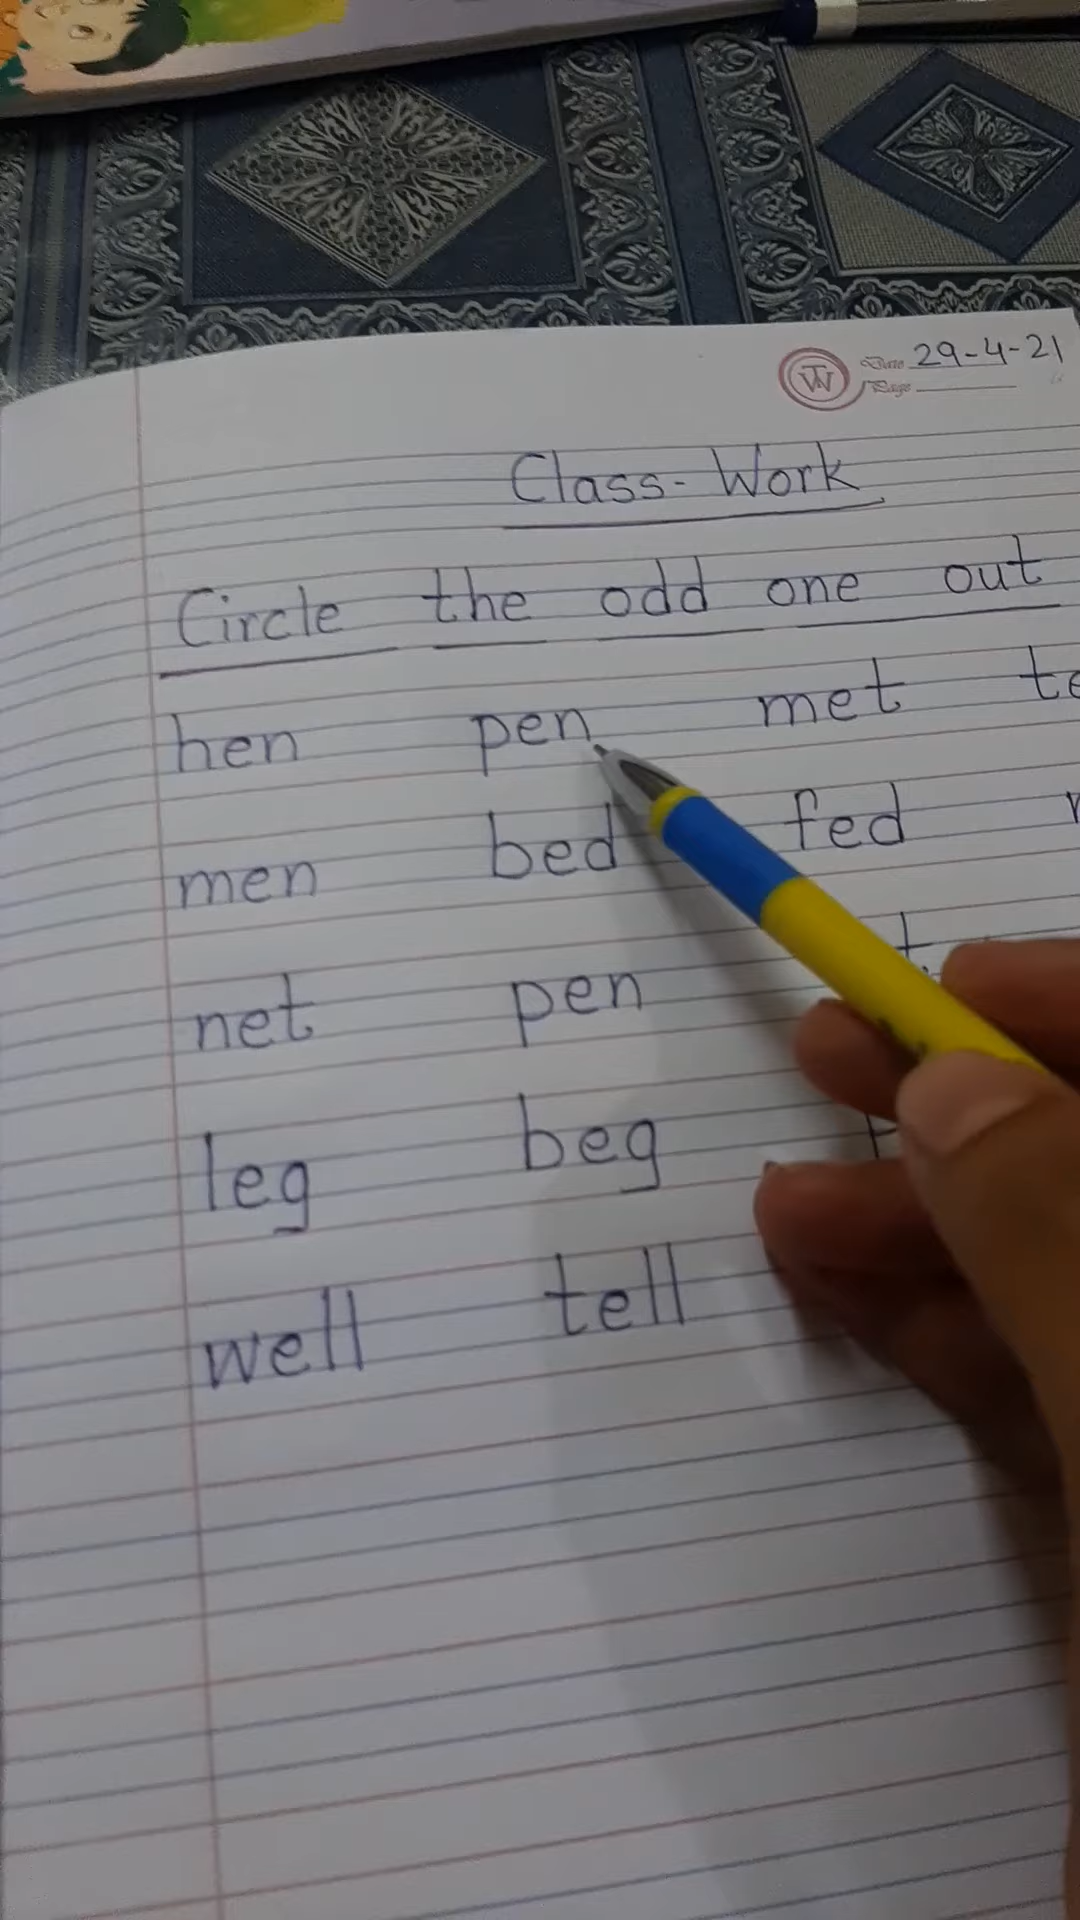 Date 29-4-21
Page
Class-Work
Circle the odd one out
hen pen met
men bed fed
net pen
leg beg
well tell